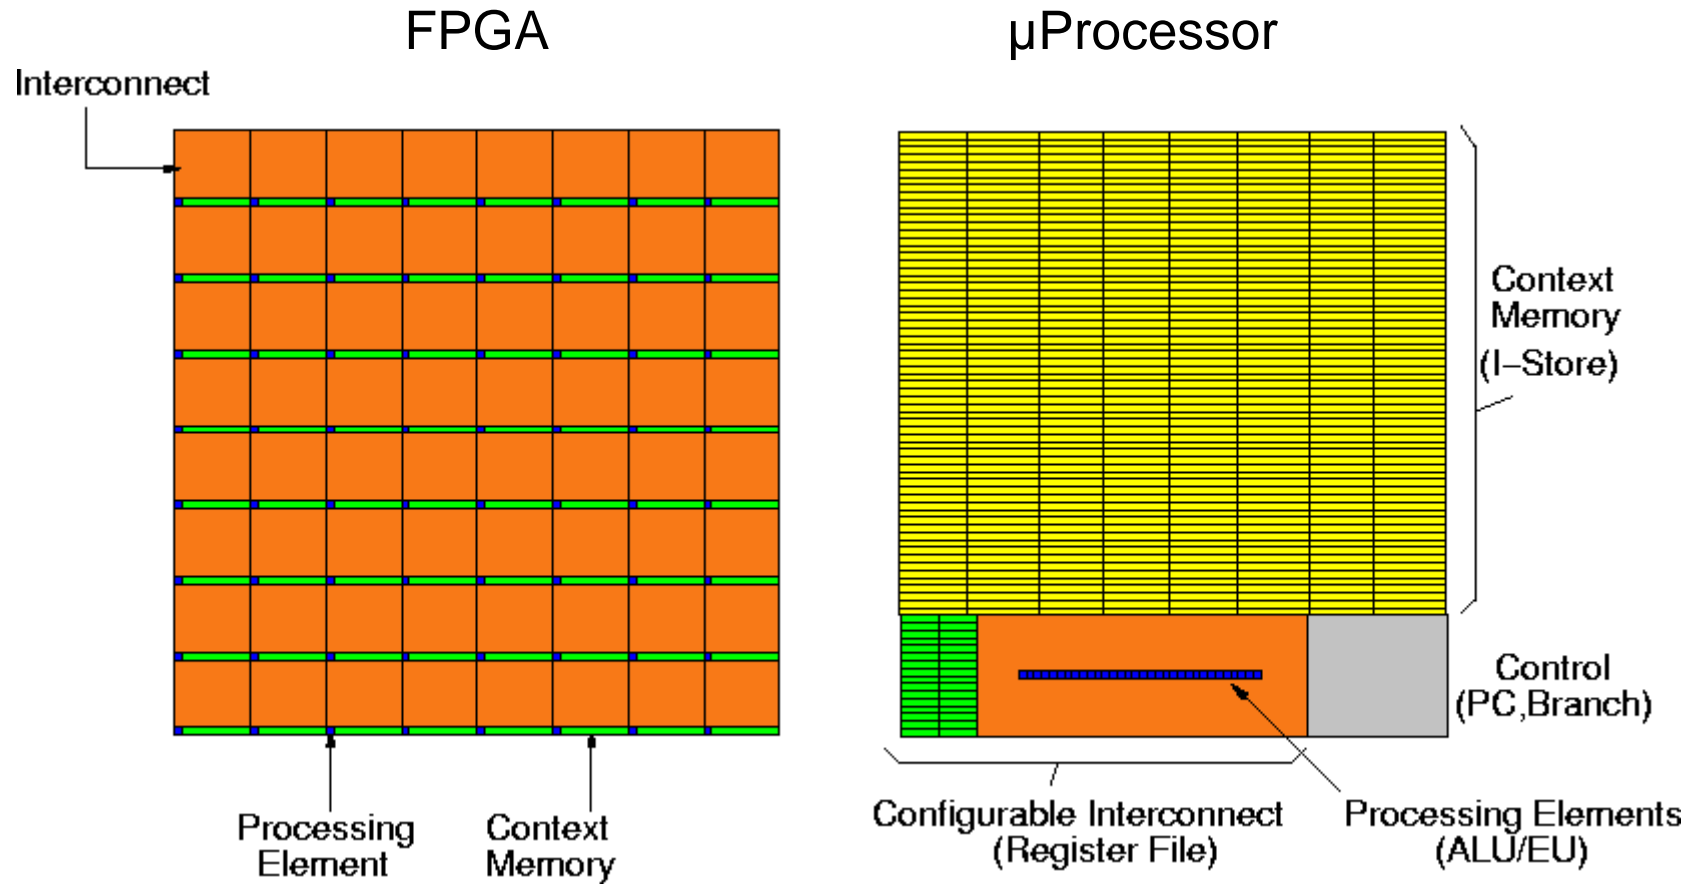 FPGA
Interconnect
Processing
Element
Context
Memory
µProcessor
Context
Memory
(I-Store)
Control
(PC,Branch)
Configurable Interconnect
(Register File)
Processing Elements
(ALU/EU)